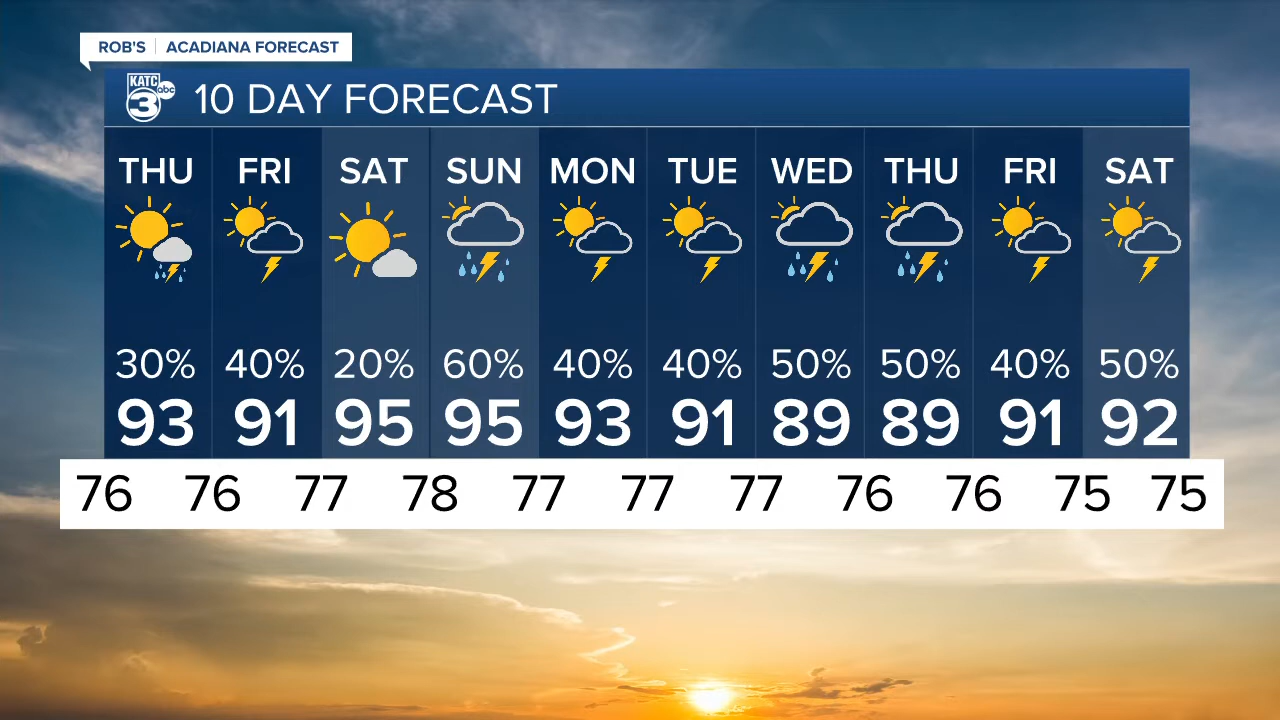 ROB'S | ACADIANA FORECAST
KATC abc 3 10 DAY FORECAST
THU FRI SAT SUN MON TUE WED THU FRI SAT
30% 40% 20% 60% 40% 40% 50% 50% 40% 50%
93 91 95 95 93 91 89 89 91 92
76 76 77 78 77 77 77 76 76 75 75